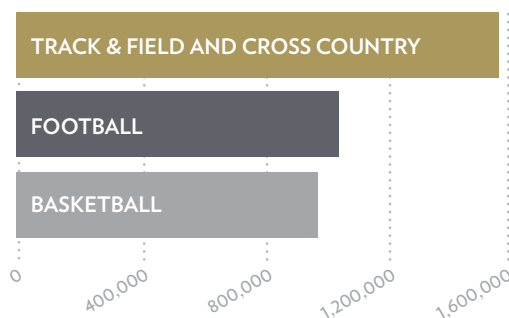 TRACK & FIELD AND CROSS COUNTRY
FOOTBALL
BASKETBALL
0
400,000
800,000
1,200,000
1,600,000